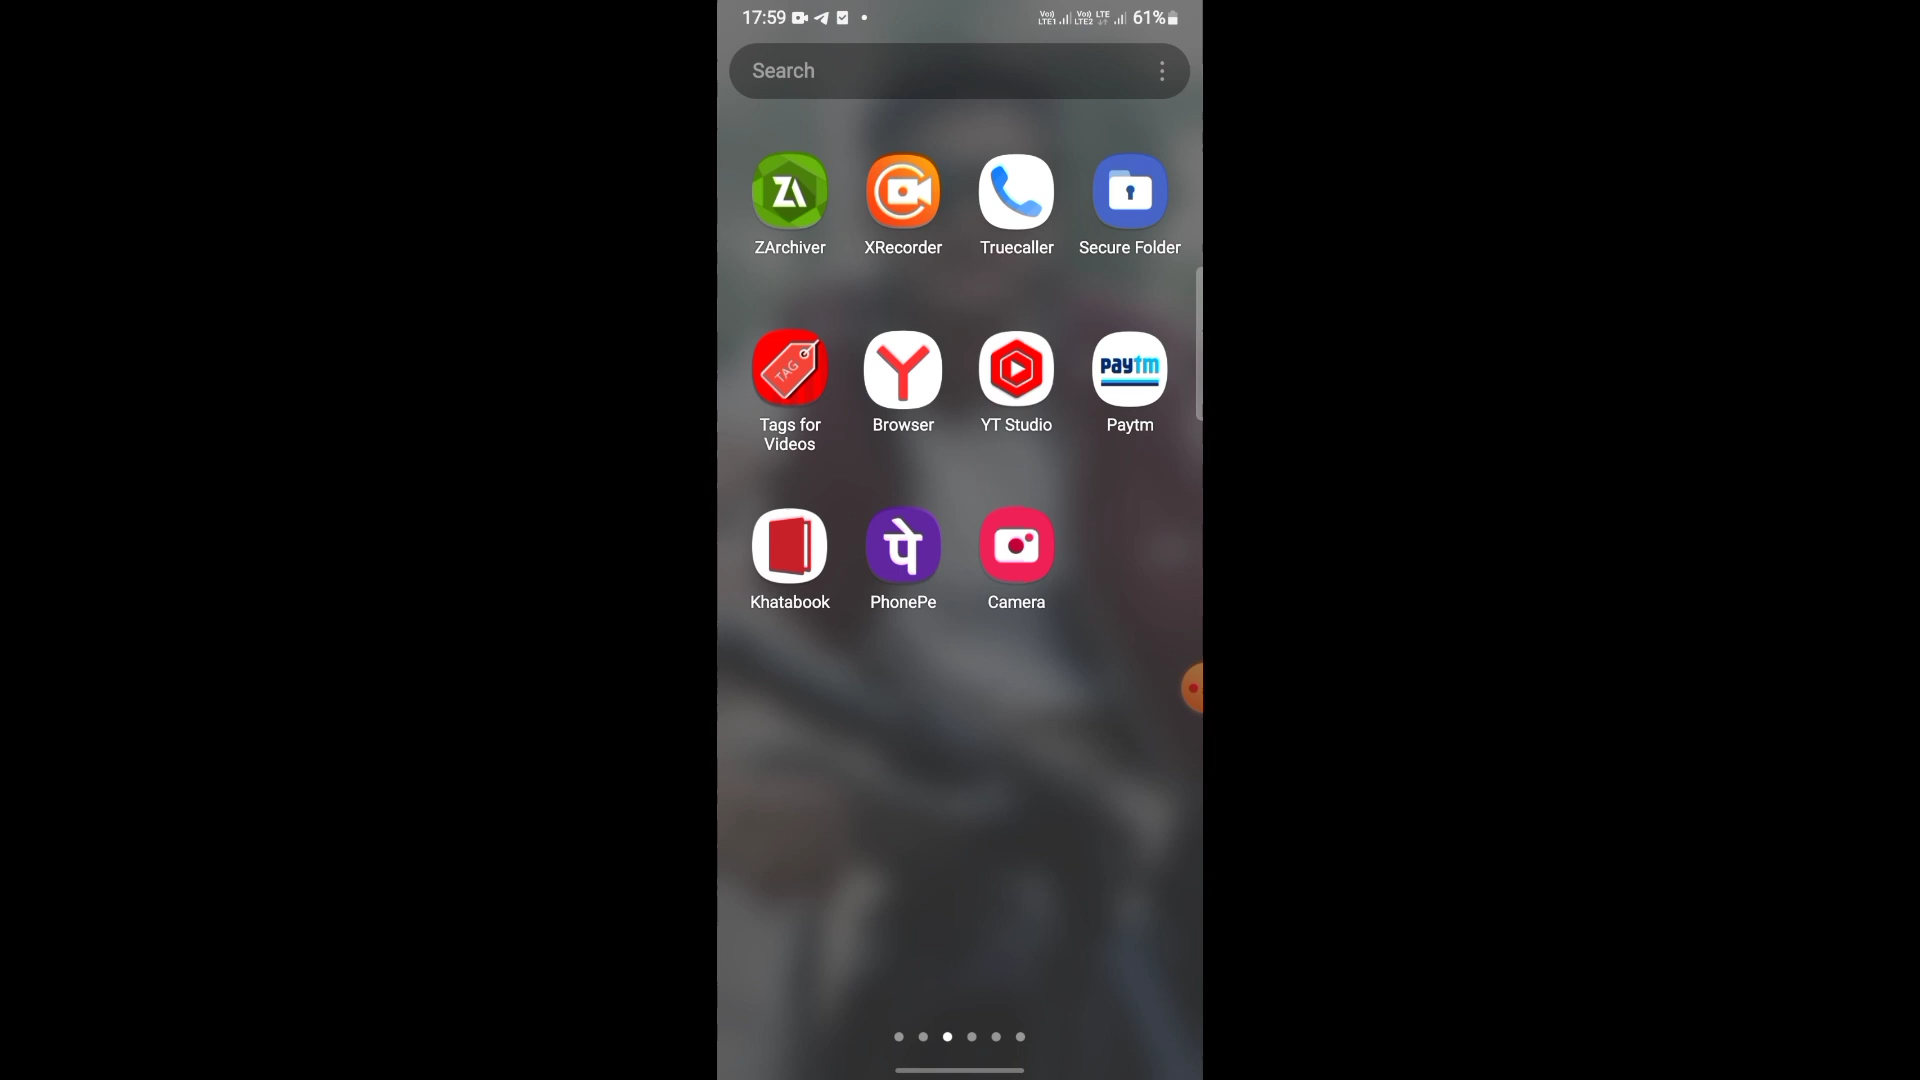 17:59 61%
Search
ZArchiver XRecorder Truecaller Secure Folder
TAG
paytm
Tags for Videos Browser YT Studio Paytm
पे
Khatabook PhonePe Camera